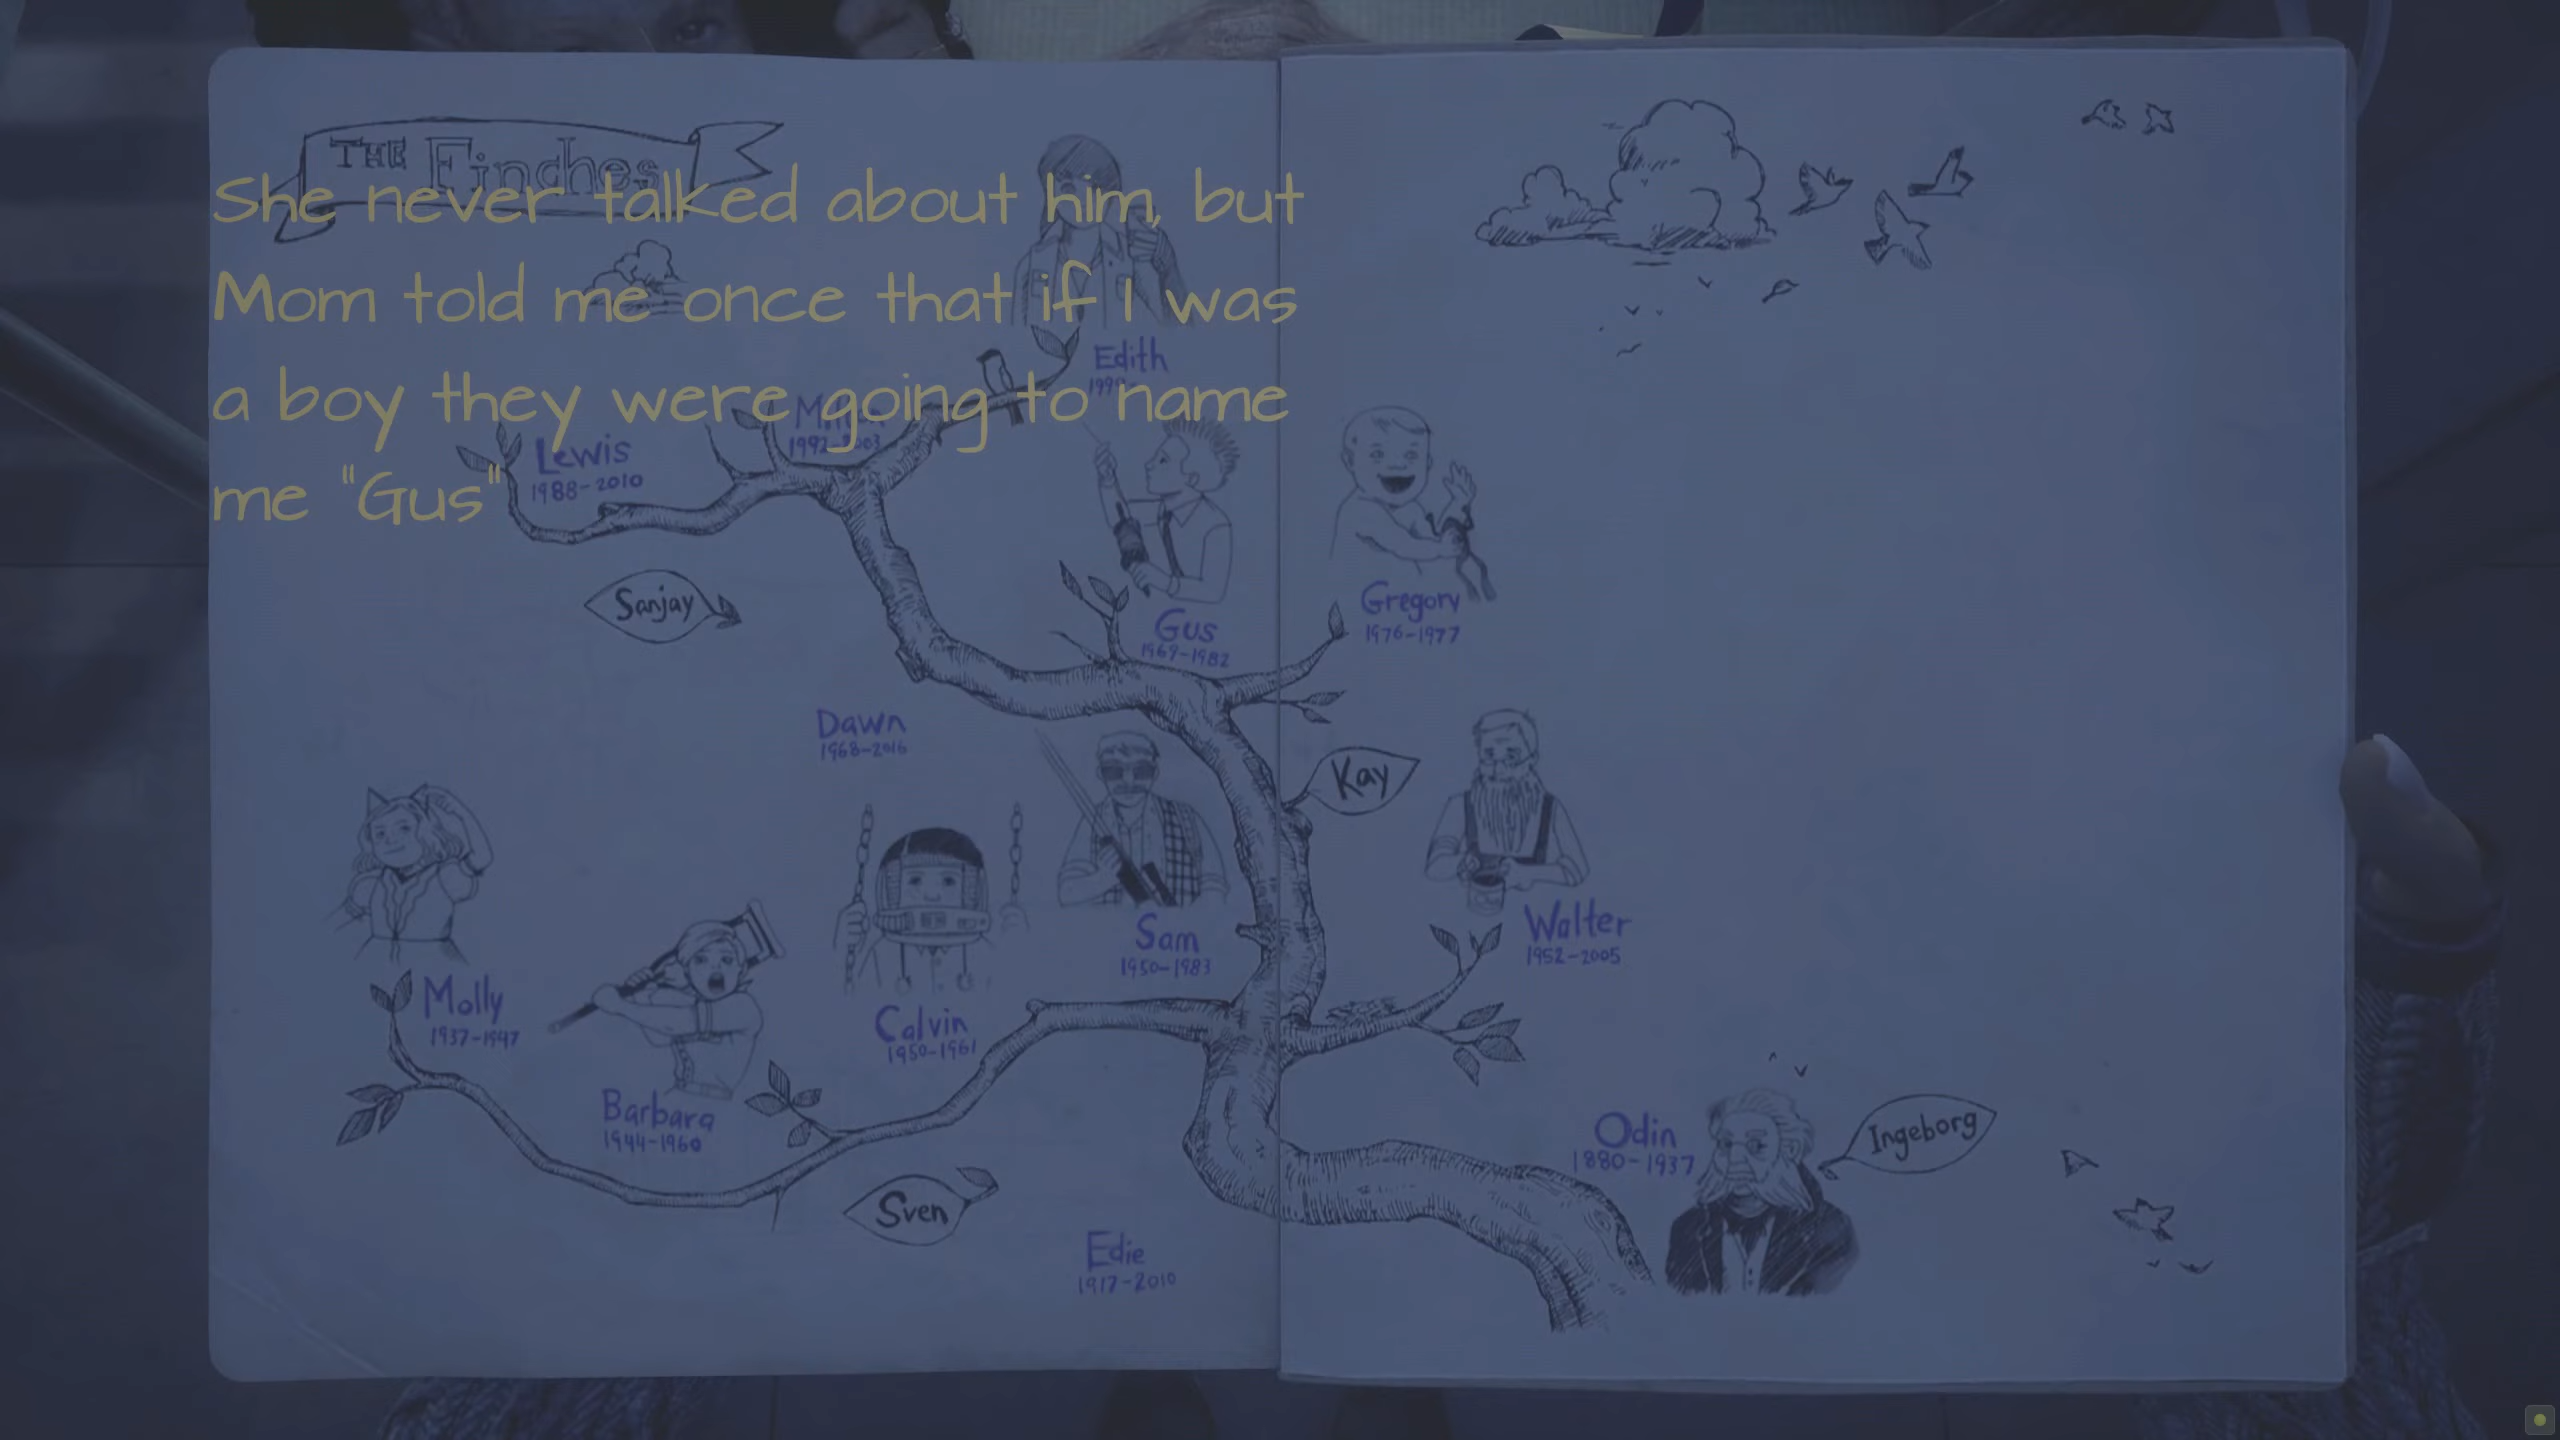 THE Finches
She never talked about him, but
Mom told me once that if I was
a boy they were going to name
me "Gus"
Edith
Milton
1992-2003
Lewis
1988-2010
Sanjay
Gus
1969-1982
Gregory
1976-1977
Dawn
1968-2016
Kay
Sam
1950-1983
Walter
1952-2005
Molly
1937-1947
Calvin
1950-1961
Barbara
1944-1960
Odin
1880-1937
Ingeborg
Sven
Edie
1917-2010